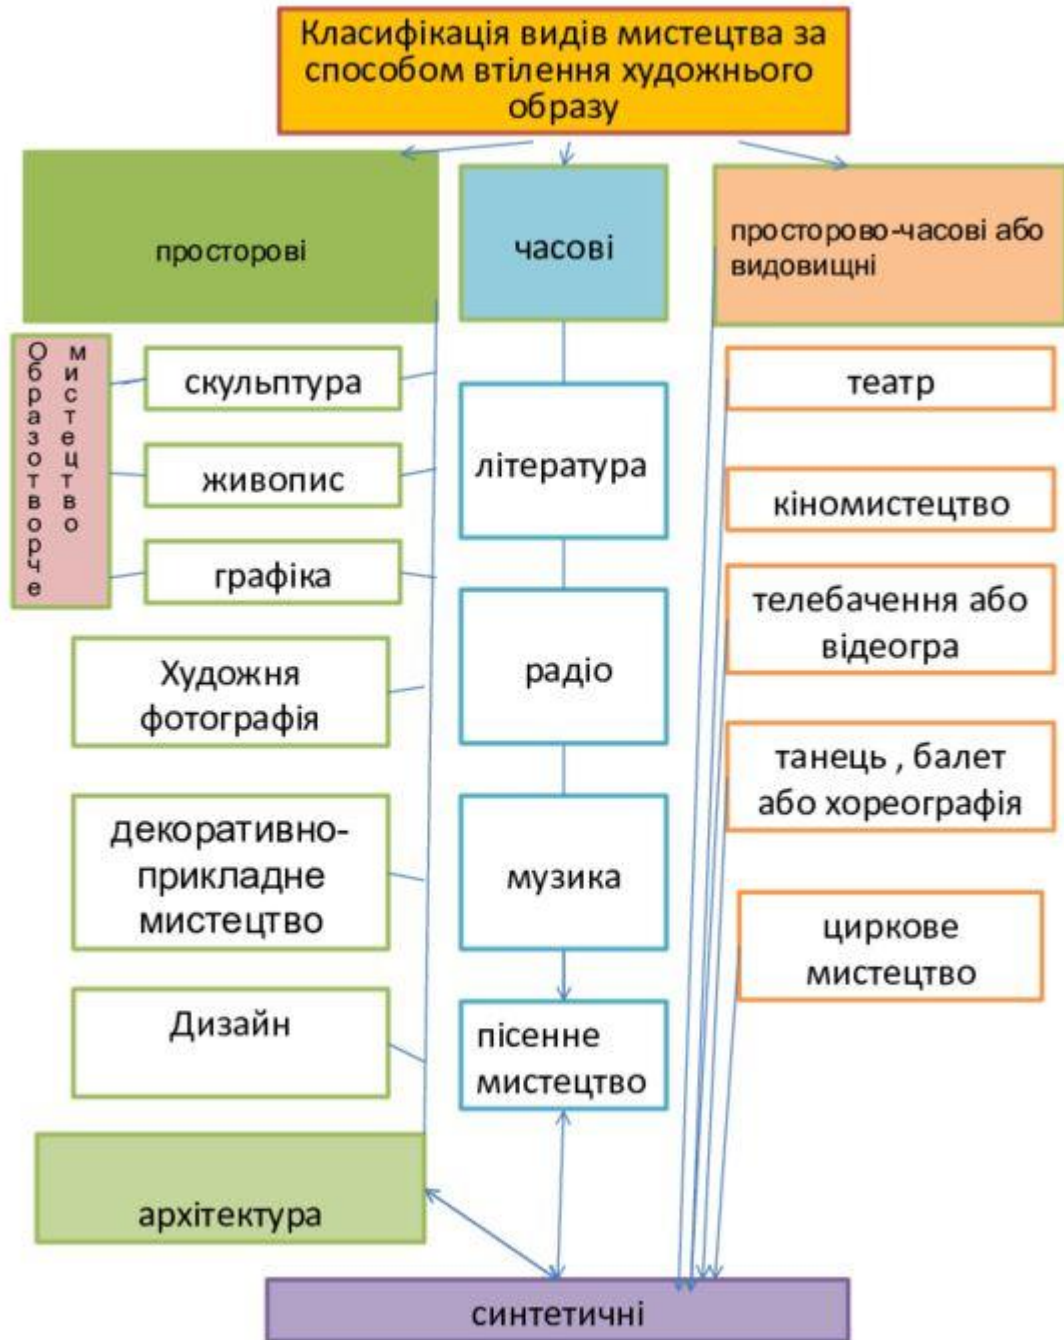 Класифікація видів мистецтва за
способом втілення художнього
образу
просторові
часові
просторово-часові або
видовищні
Образотворче
мистецтво
скульптура
живопис
графіка
Художня
фотографія
декоративно-
прикладне
мистецтво
Дизайн
архітектура
література
радіо
музика
пісенне
мистецтво
театр
кіномистецтво
телебачення або
відеогра
танець , балет
або хореографія
циркове
мистецтво
синтетичні